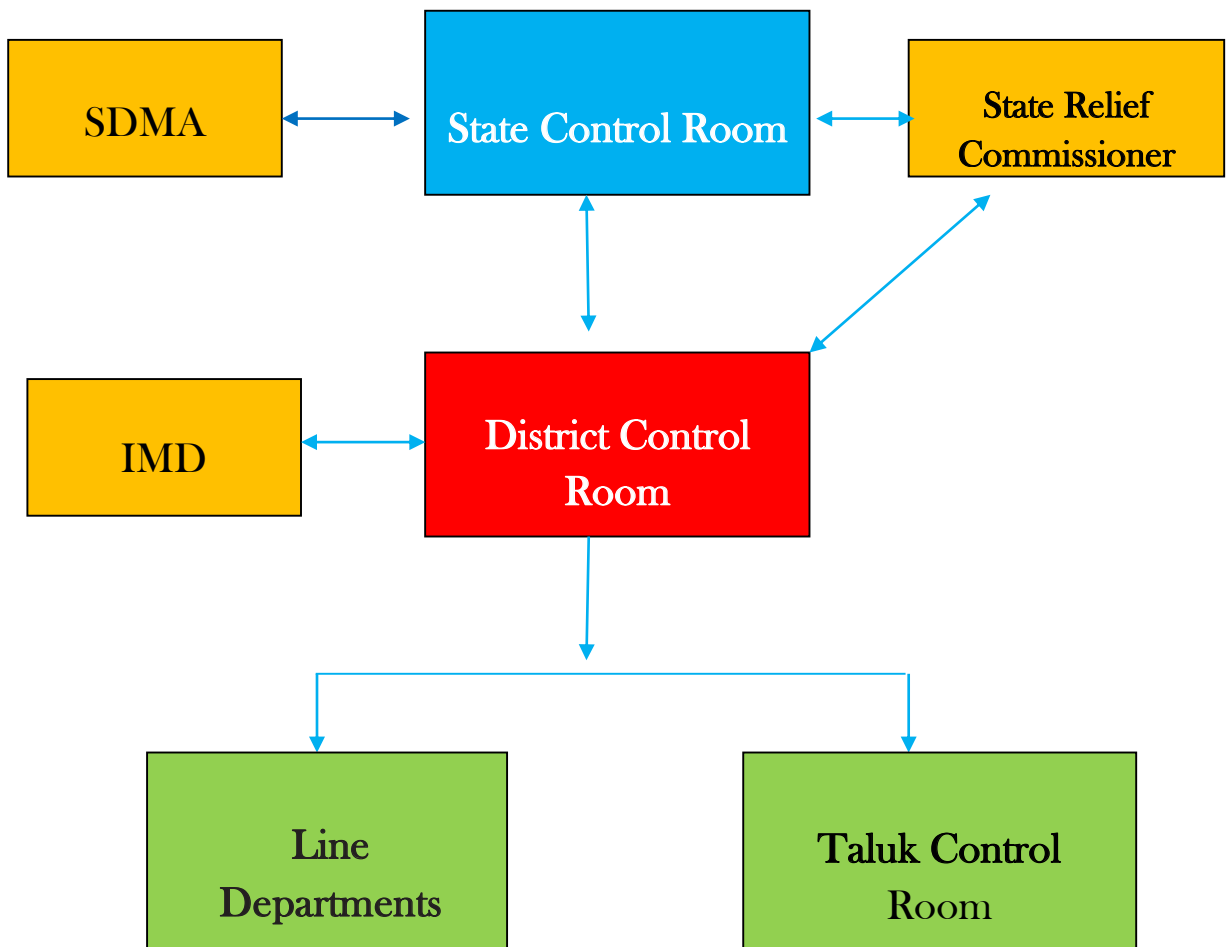 SDMA
State Control Room
State Relief
Commissioner
IMD
District Control
Room
Line
Departments
Taluk Control
Room